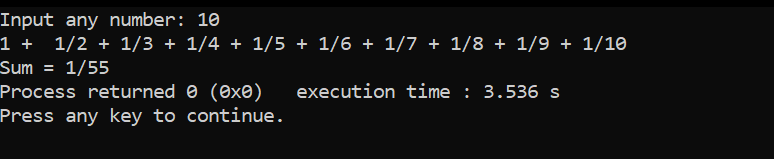 Input any number: 10
1 +  1/2 + 1/3 + 1/4 + 1/5 + 1/6 + 1/7 + 1/8 + 1/9 + 1/10
Sum = 1/55
Process returned 0 (0x0)   execution time : 3.536 s
Press any key to continue.